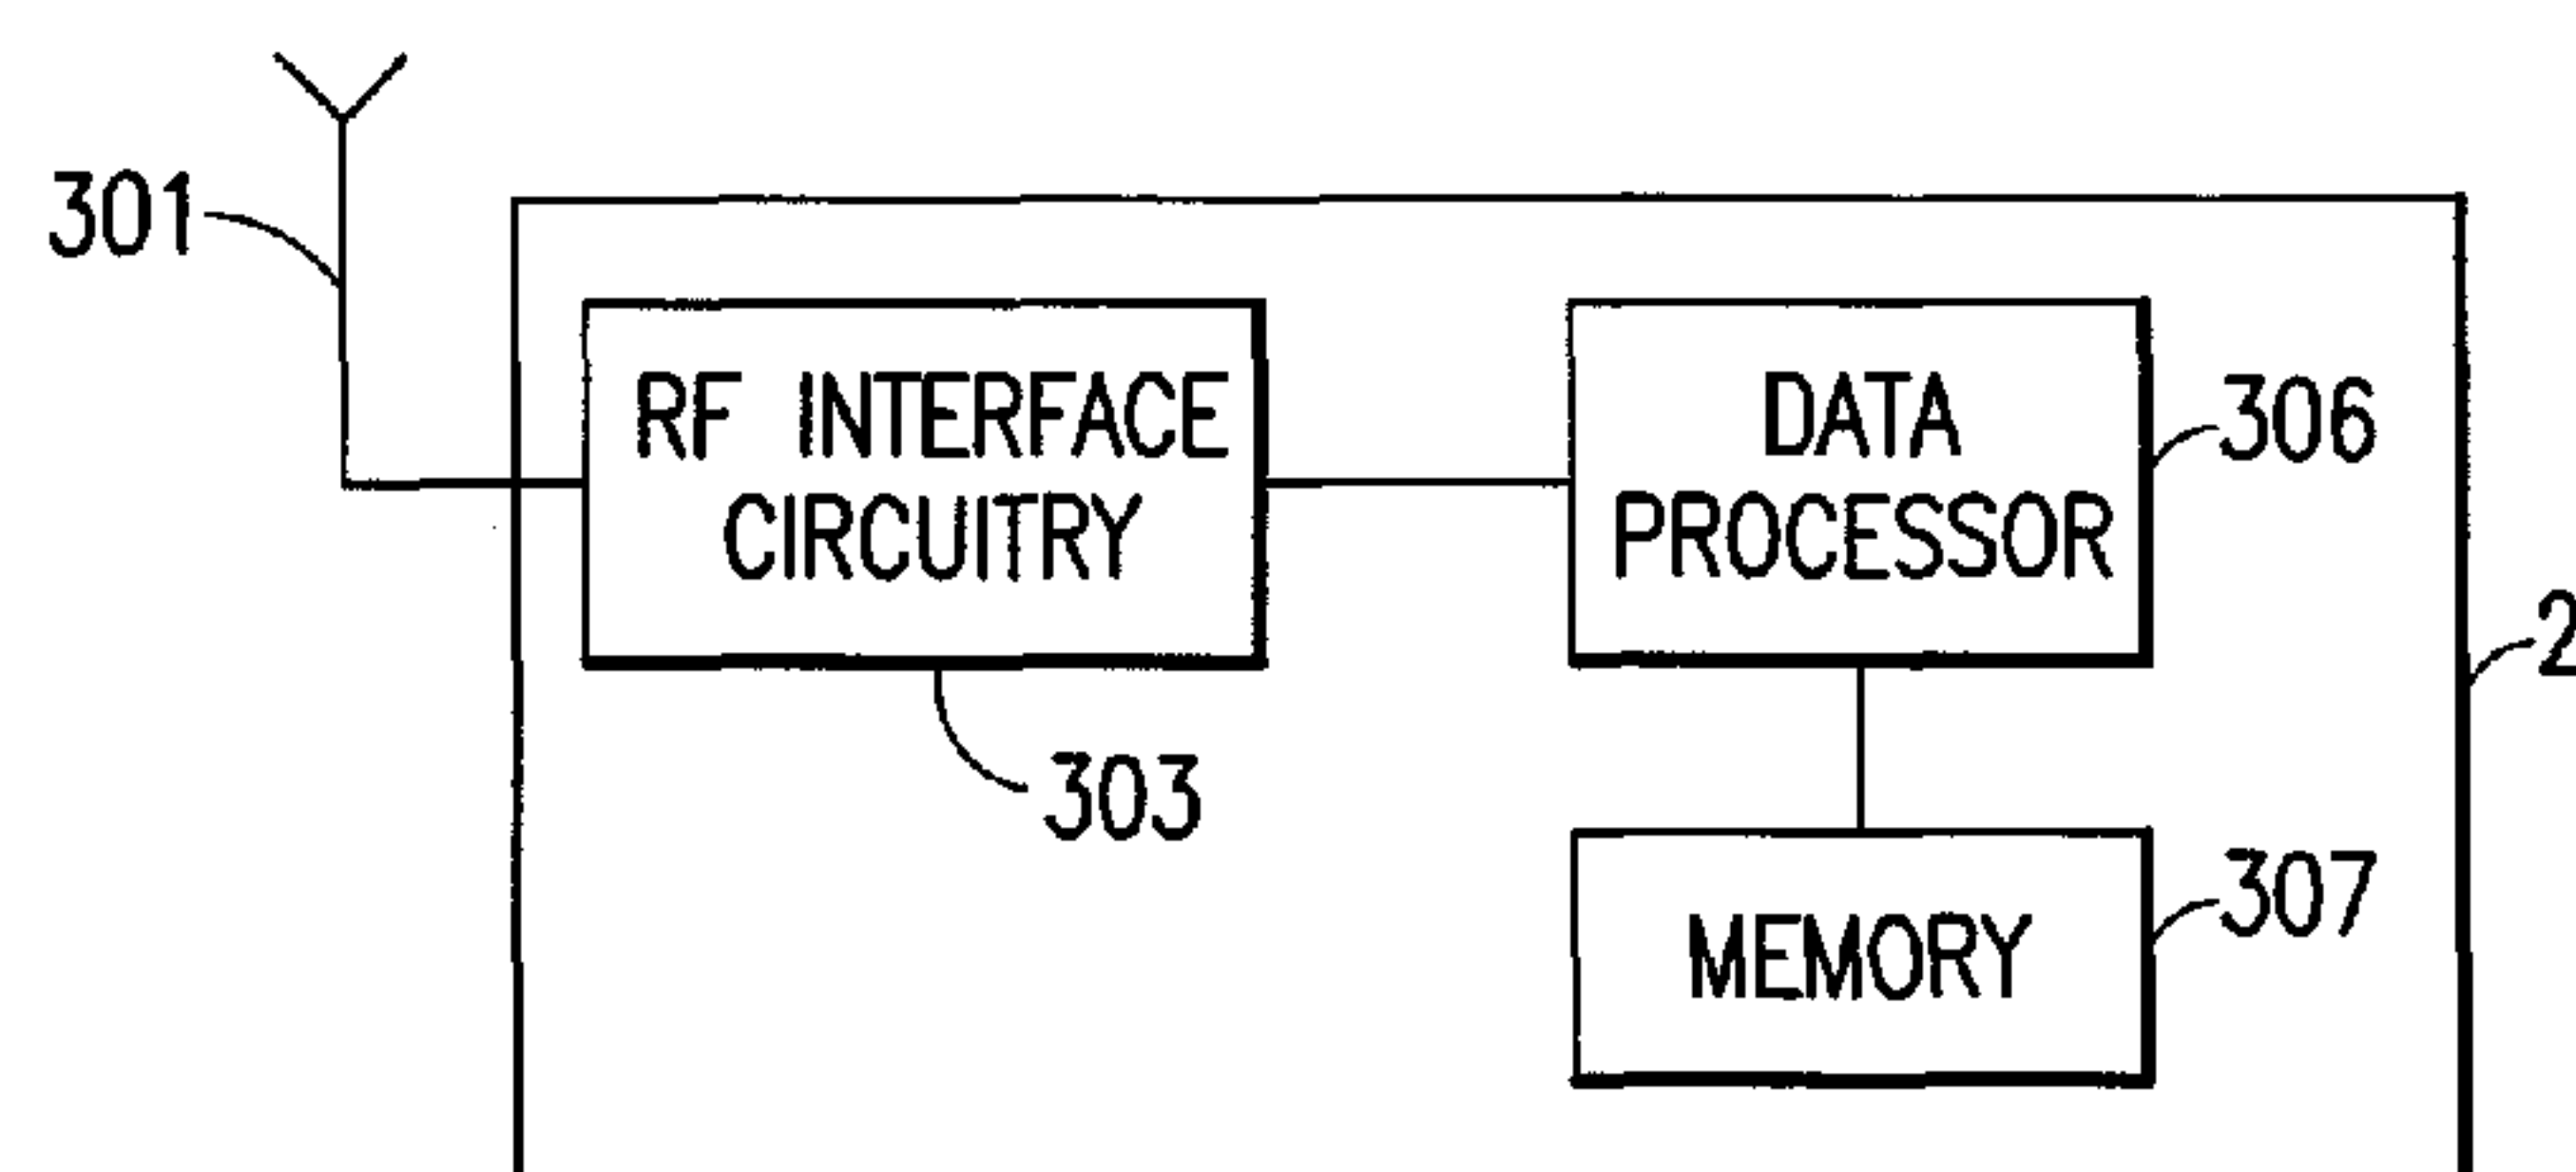 301
RF INTERFACE
CIRCUITRY
DATA
PROCESSOR
306
303
MEMORY
307